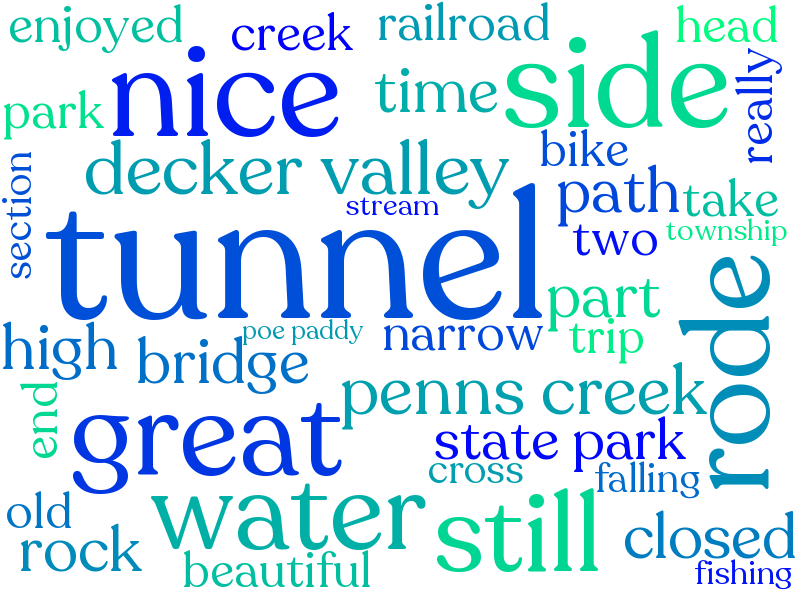 enjoyed
creek
railroad
head
nice
time
side
really
park
decker valley
bike
section
stream
path
take
tunnel
two
township
part
rode
high
bridge
poe paddy
narrow
trip
end
great
penns creek
state park
cross
falling
old
water
still
closed
rock
beautiful
fishing